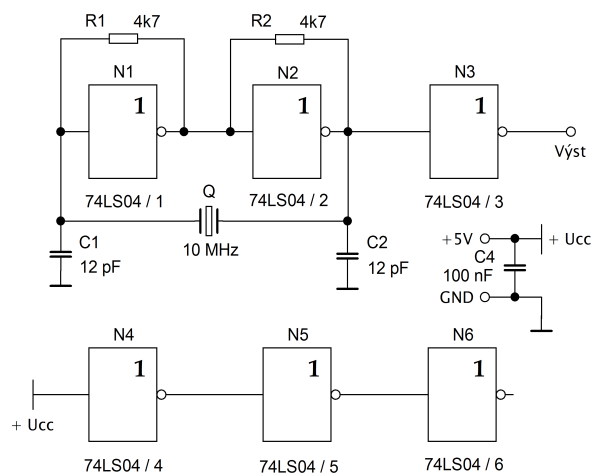 R1 4k7
R2 4k7
N1
N2
N3
1
1
1
Výst
74LS04 / 1
Q
74LS04 / 2
74LS04 / 3
10 MHz
C1
12 pF
C2
12 pF
+5V
+ Ucc
C4
100 nF
GND
N4
N5
N6
1
1
1
+ Ucc
74LS04 / 4
74LS04 / 5
74LS04 / 6